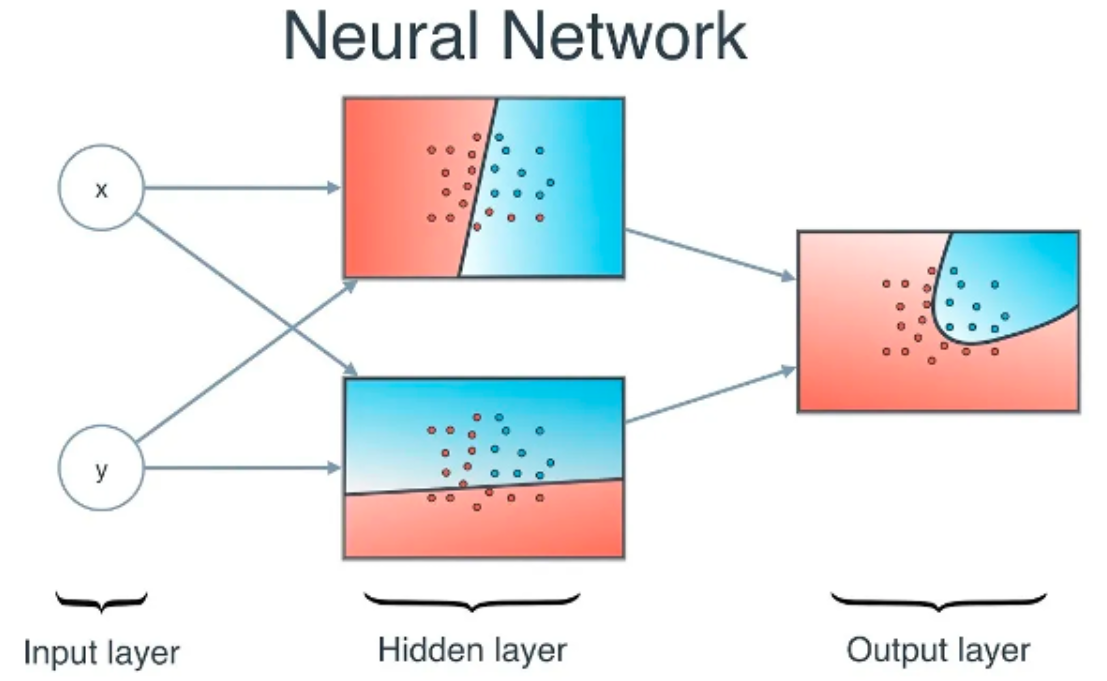 Neural Network
x
y
Input layer
Hidden layer
Output layer